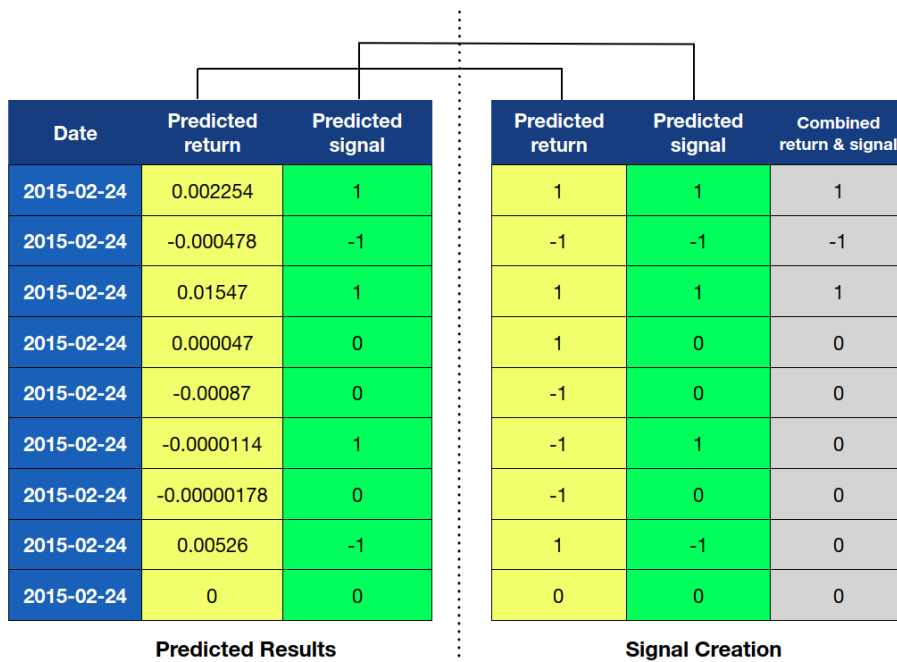 Date Predicted return Predicted signal Predicted return Predicted signal Combined return & signal
2015-02-24 0.002254 1 1 1 1
2015-02-24 -0.000478 -1 -1 -1 -1
2015-02-24 0.01547 1 1 1 1
2015-02-24 0.000047 0 1 0 0
2015-02-24 -0.00087 0 -1 0 0
2015-02-24 -0.0000114 1 -1 1 0
2015-02-24 -0.00000178 0 -1 0 0
2015-02-24 0.00526 -1 1 -1 0
2015-02-24 0 0 0 0 0
Predicted Results Signal Creation